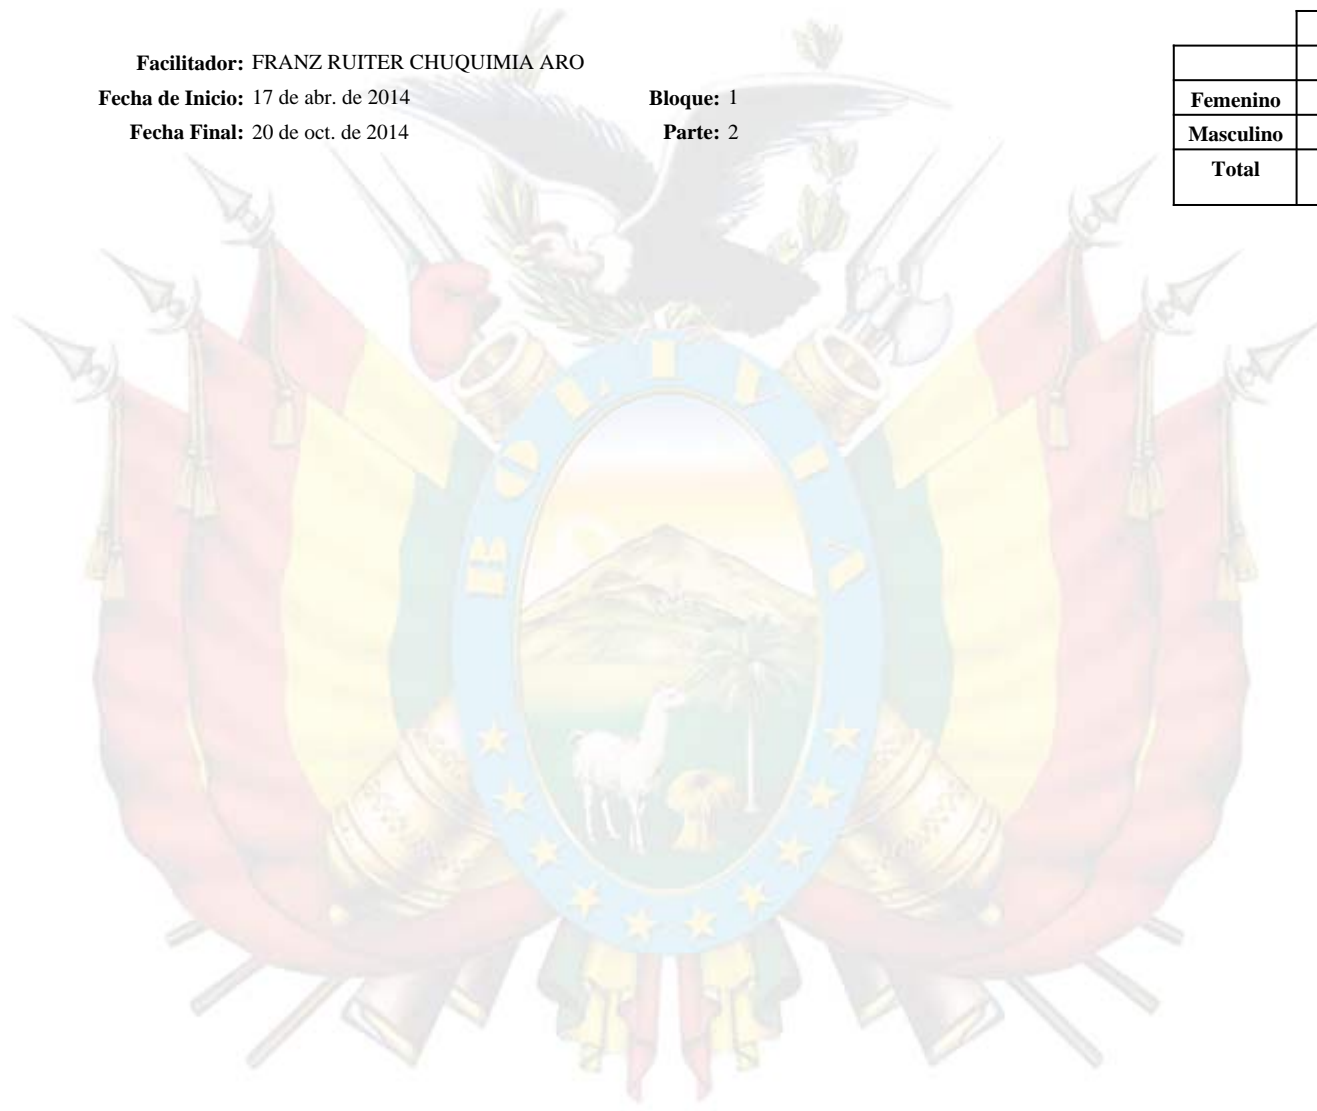 Facilitador: FRANZ RUITER CHUQUIMIA ARO
Fecha de Inicio: 17 de abr. de 2014 Bloque: 1
Fecha Final: 20 de oct. de 2014 Parte: 2
Femenino
Masculino
Total
BOLIVIA